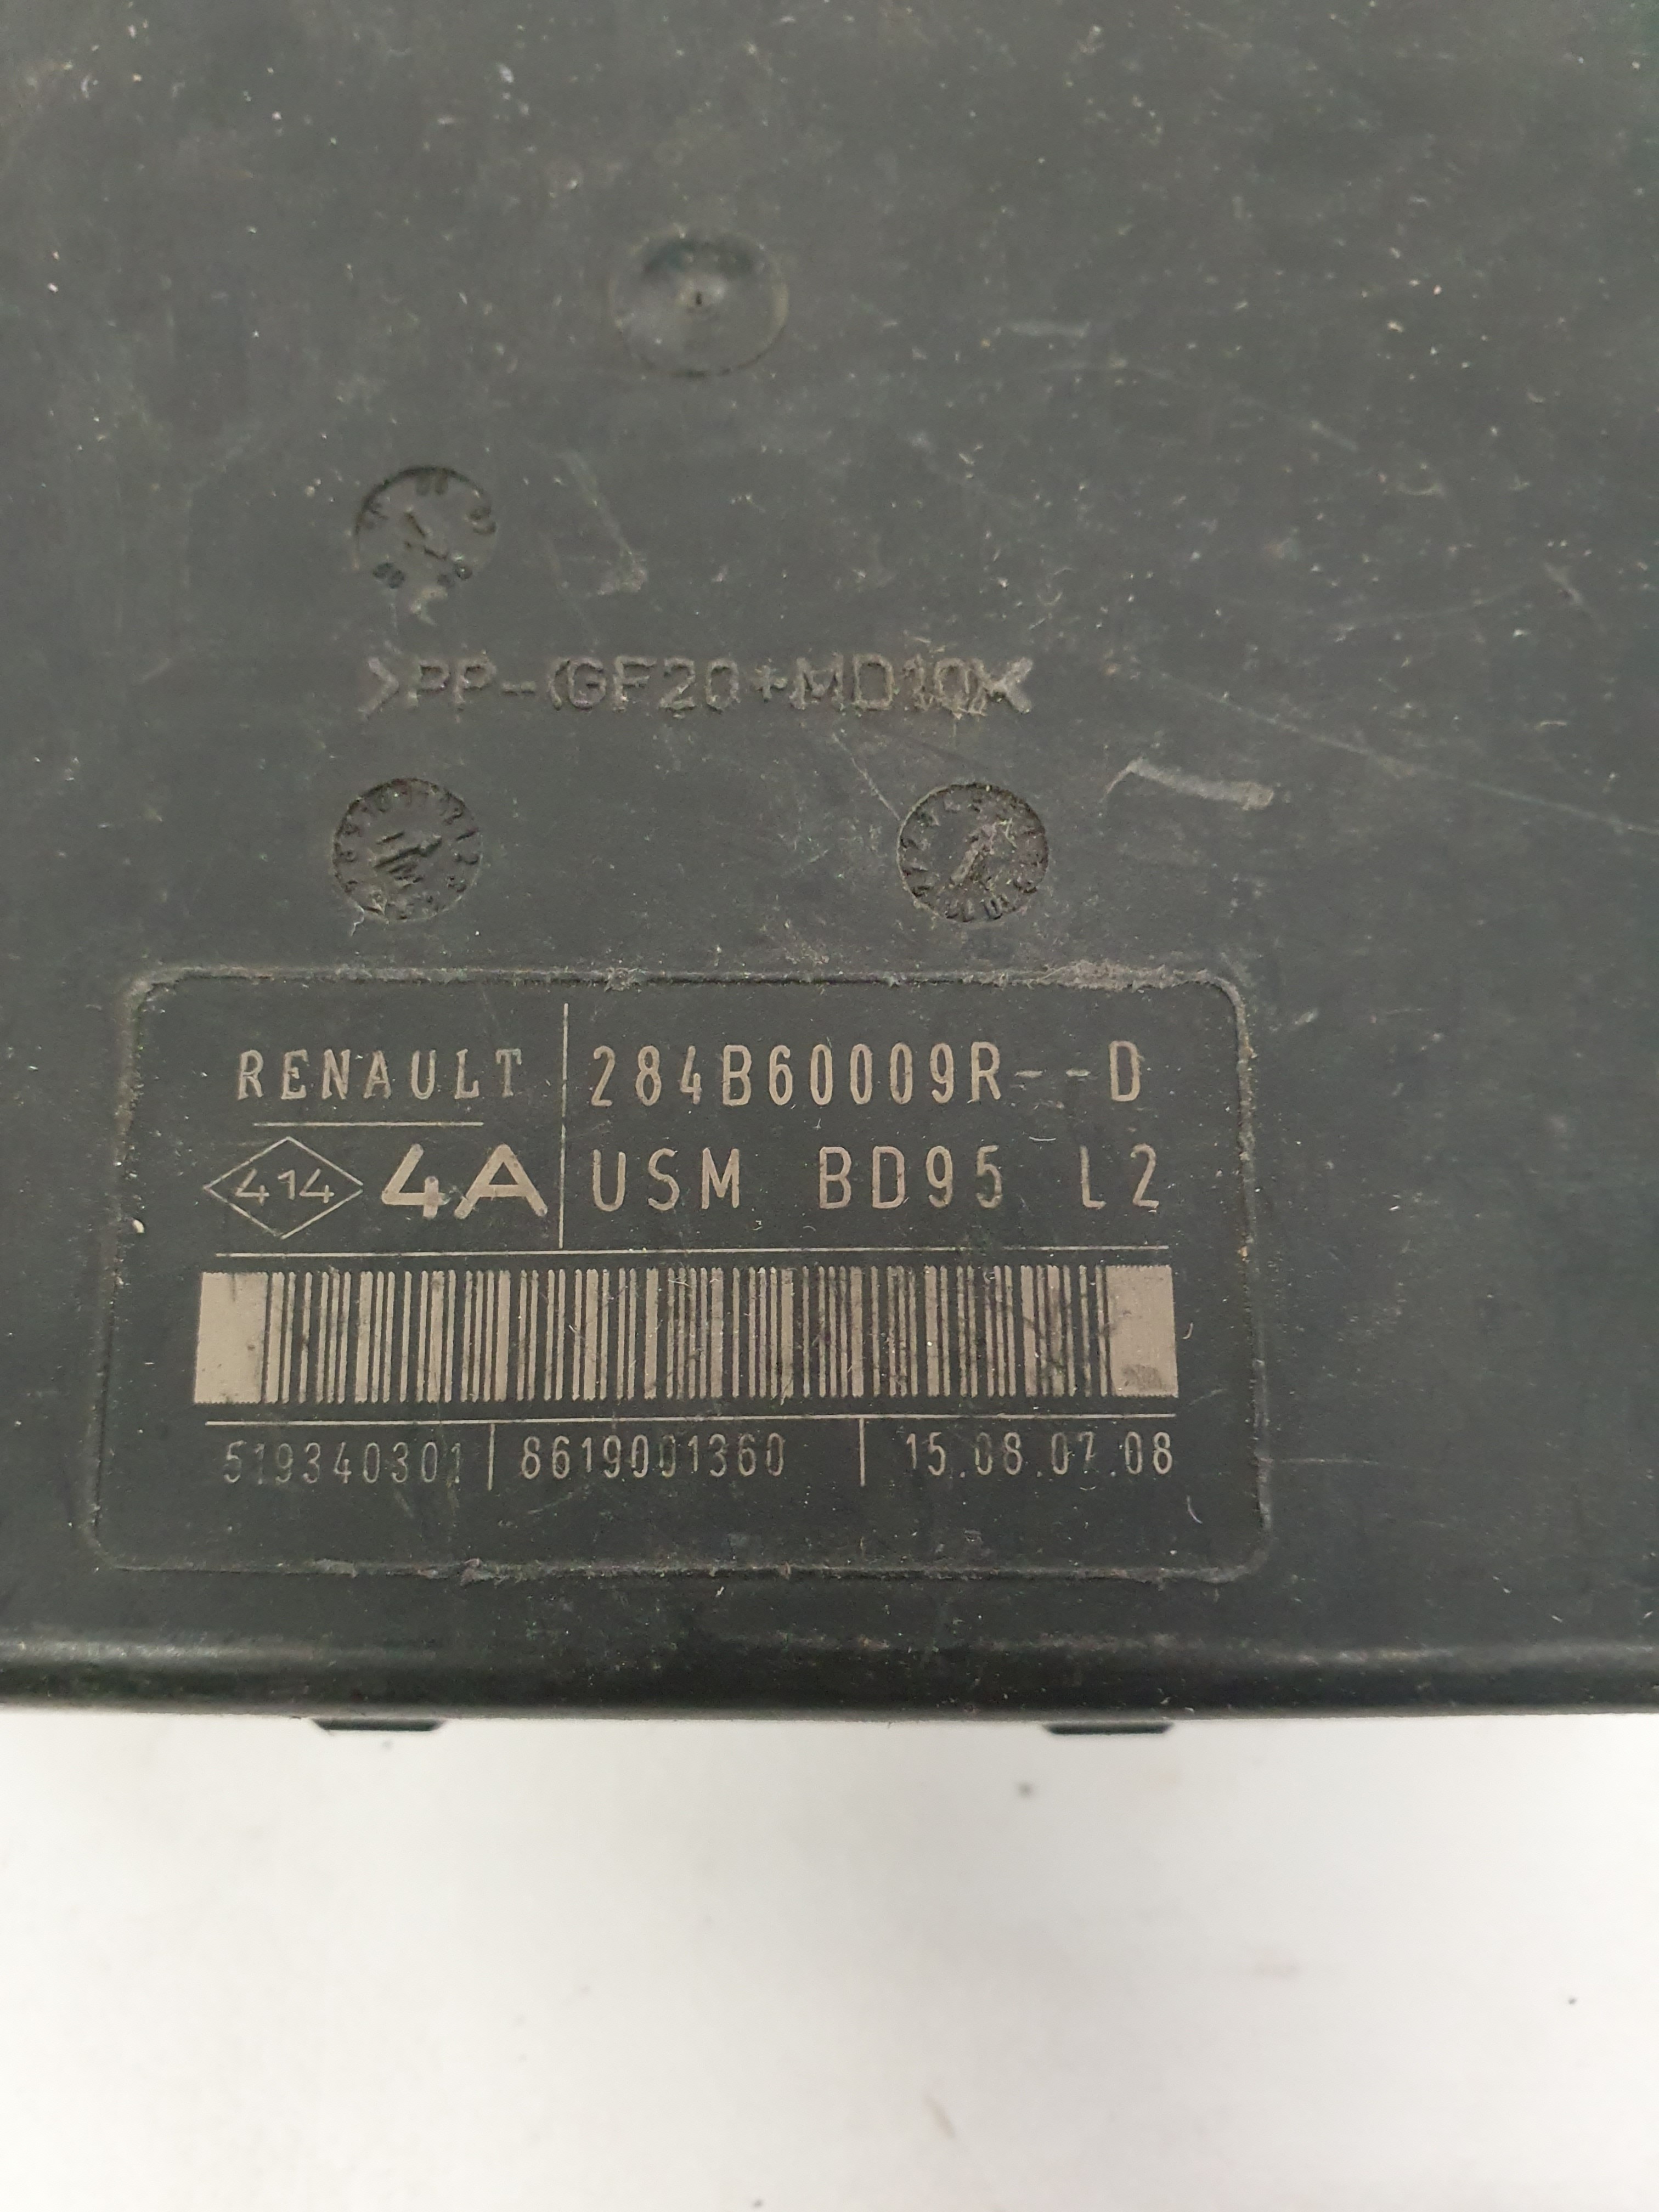 >PP-(GF20+MD10)<
RENAULT 284B60009R--D
414 4A USM BD95 L2
519340301 8619001360 15.08.07.08